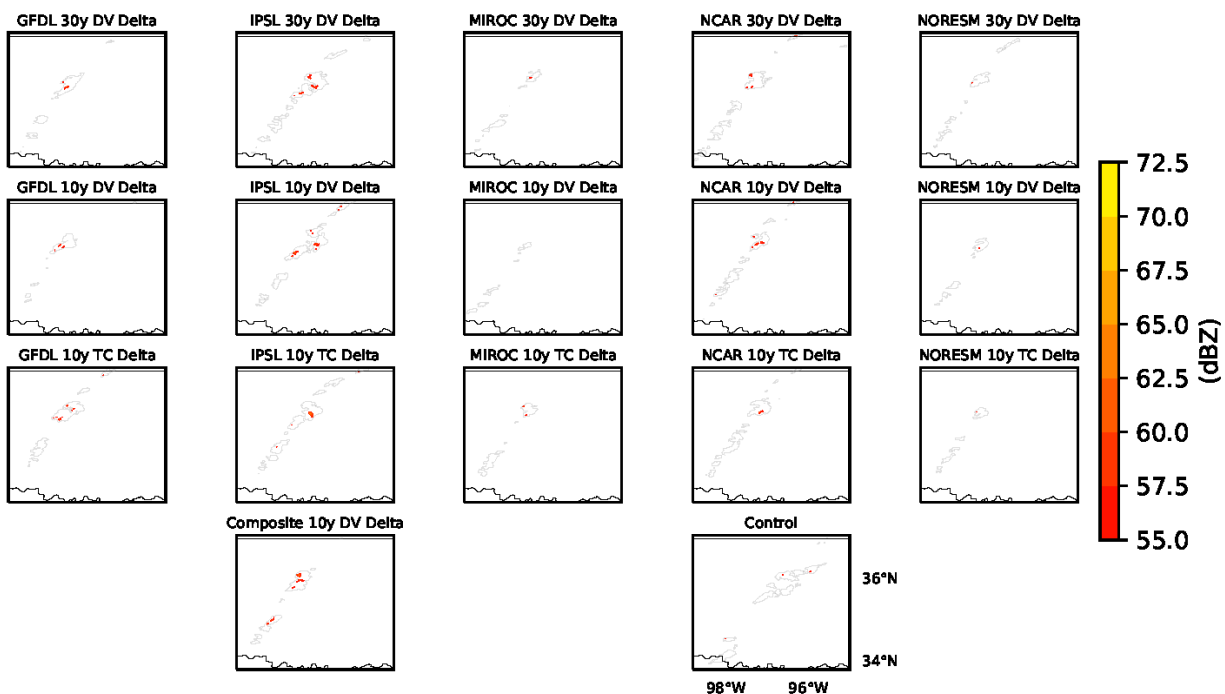 GFDL 30y DV Delta
IPSL 30y DV Delta
MIROC 30y DV Delta
NCAR 30y DV Delta
NORESM 30y DV Delta
GFDL 10y DV Delta
IPSL 10y DV Delta
MIROC 10y DV Delta
NCAR 10y DV Delta
NORESM 10y DV Delta
GFDL 10y TC Delta
IPSL 10y TC Delta
MIROC 10y TC Delta
NCAR 10y TC Delta
NORESM 10y TC Delta
Composite 10y DV Delta
Control
36°N
34°N
98°W
96°W
72.5
70.0
67.5
65.0
62.5
60.0
57.5
55.0
(dBZ)